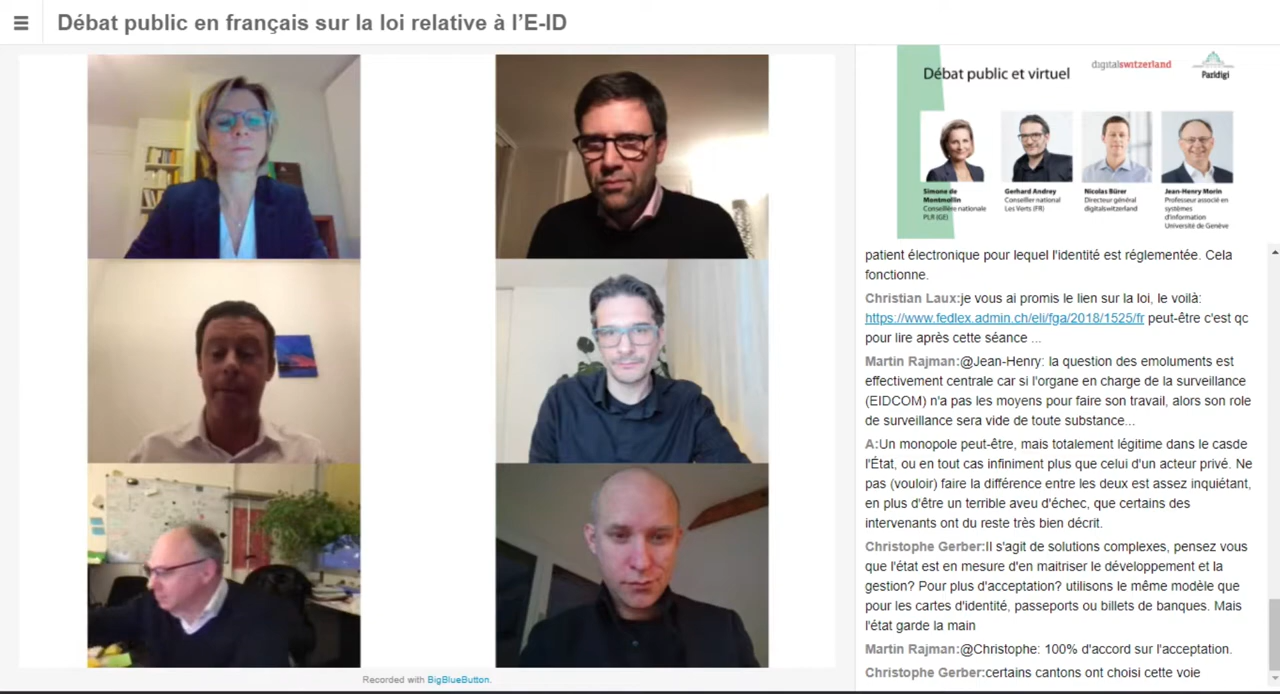 Débat public en français sur la loi relative à l’E-ID
Débat public et virtuel
digitalswitzerland
Parldigi
Simone de
Montmollin
Conseillère nationale
PLR (GE)
Gerhard Andrey
Conseiller national
Les Verts (FR)
Nicolas Bürer
Directeur général
digitalswitzerland
Jean-Henry Morin
Professeur associé en
systèmes
d'information
Université de Genève
patient électronique pour lequel l'identité est réglementée. Cela
fonctionne.
Christian Laux:je vous ai promis le lien sur la loi, le voilà:
https://www.fedlex.admin.ch/eli/fga/2018/1525/fr peut-être c'est qc
pour lire après cette séance ...
Martin Rajman:@Jean-Henry: la question des emoluments est
effectivement centrale car si l'organe en charge de la surveillance
(EIDCOM) n'a pas les moyens pour faire son travail, alors son role
de surveillance sera vide de toute substance...
A:Un monopole peut-être, mais totalement légitime dans le casde
l'État, ou en tout cas infiniment plus que celui d'un acteur privé. Ne
pas (vouloir) faire la différence entre les deux est assez inquiétant,
en plus d'être un terrible aveu d'échec, que certains des
intervenants ont du reste très bien décrit.
Christophe Gerber:Il s'agit de solutions complexes, pensez vous
que l'état est en mesure d'en maitriser le développement et la
gestion? Pour plus d'acceptation? utilisons le même modèle que
pour les cartes d'identité, passeports ou billets de banques. Mais
l'état garde la main
Martin Rajman:@Christophe: 100% d'accord sur l'acceptation.
Christophe Gerber:certains cantons ont choisi cette voie
Recorded with BigBlueButton.